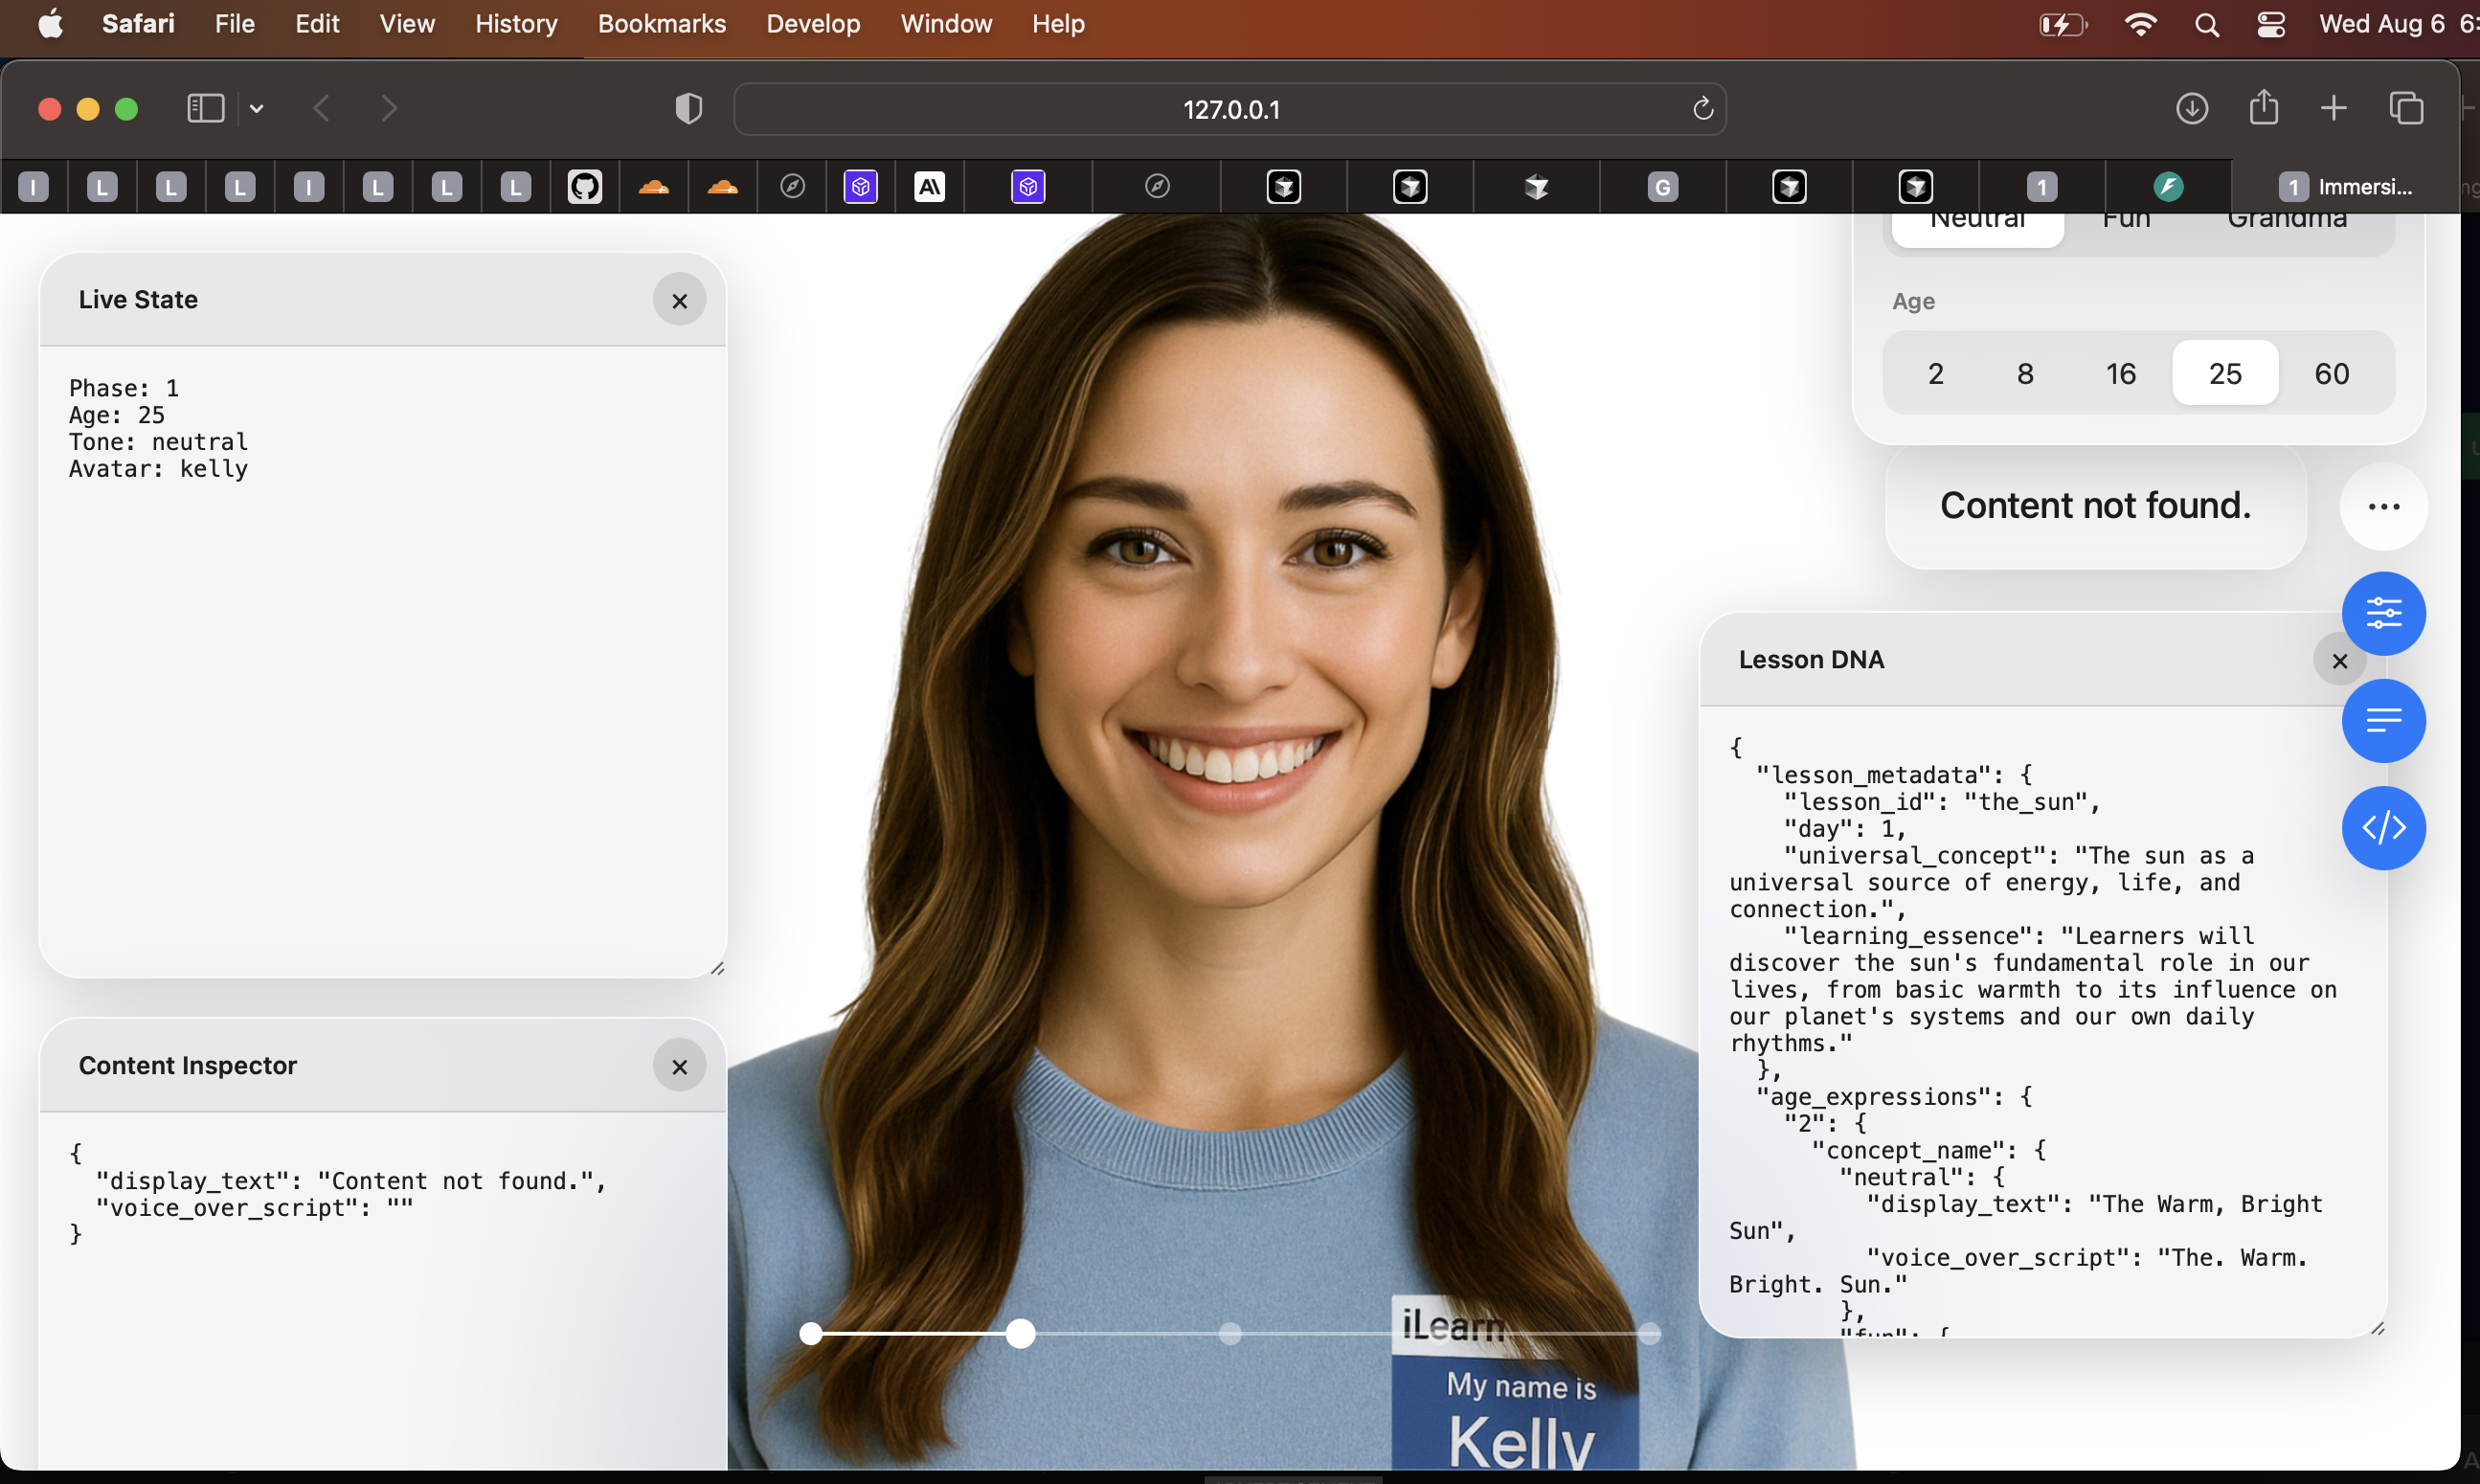 Safari File Edit View History Bookmarks Develop Window Help Wed Aug 6 6:
127.0.0.1
I L L L I L L L G 1 1 Immersi...
Neutral Fun Grandma
Age
2 8 16 25 60
Content not found.
Live State
Phase: 1
Age: 25
Tone: neutral
Avatar: kelly
Content Inspector
{
"display_text": "Content not found.",
"voice_over_script": ""
}
Lesson DNA
{
"lesson_metadata": {
"lesson_id": "the_sun",
"day": 1,
"universal_concept": "The sun as a
universal source of energy, life, and
connection.",
"learning_essence": "Learners will
discover the sun's fundamental role in our
lives, from basic warmth to its influence on
our planet's systems and our own daily
rhythms."
},
"age_expressions": {
"2": {
"concept_name": {
"neutral": {
"display_text": "The Warm, Bright
Sun",
"voice_over_script": "The. Warm.
Bright. Sun."
},
"fun": {
iLearn
My name is
Kelly